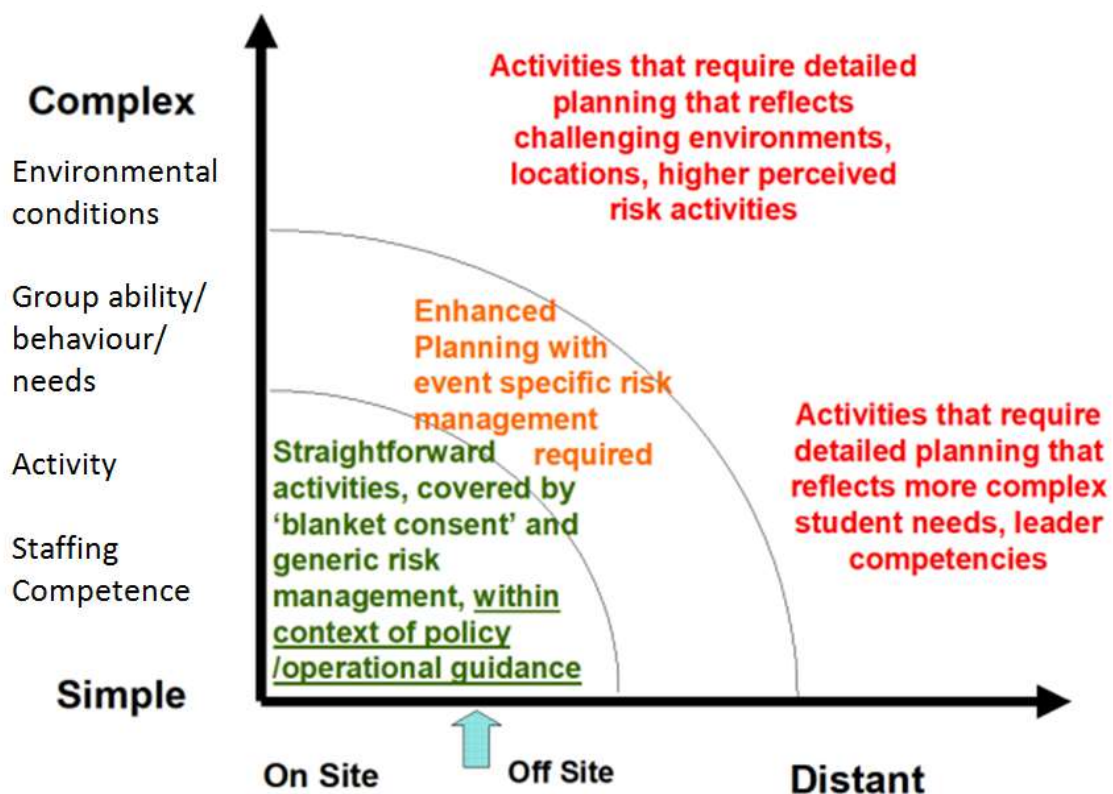 Complex
Environmental
conditions
Group ability/
behaviour/
needs
Activity
Staffing
Competence
Simple
Activities that require detailed
planning that reflects
challenging environments,
locations, higher perceived
risk activities
Enhanced
Planning with
event specific risk
management
required
Straightforward
activities, covered by
‘blanket consent’ and
generic risk
management, within
context of policy
/operational guidance
Activities that require
detailed planning that
reflects more complex
student needs, leader
competencies
On Site
Off Site
Distant